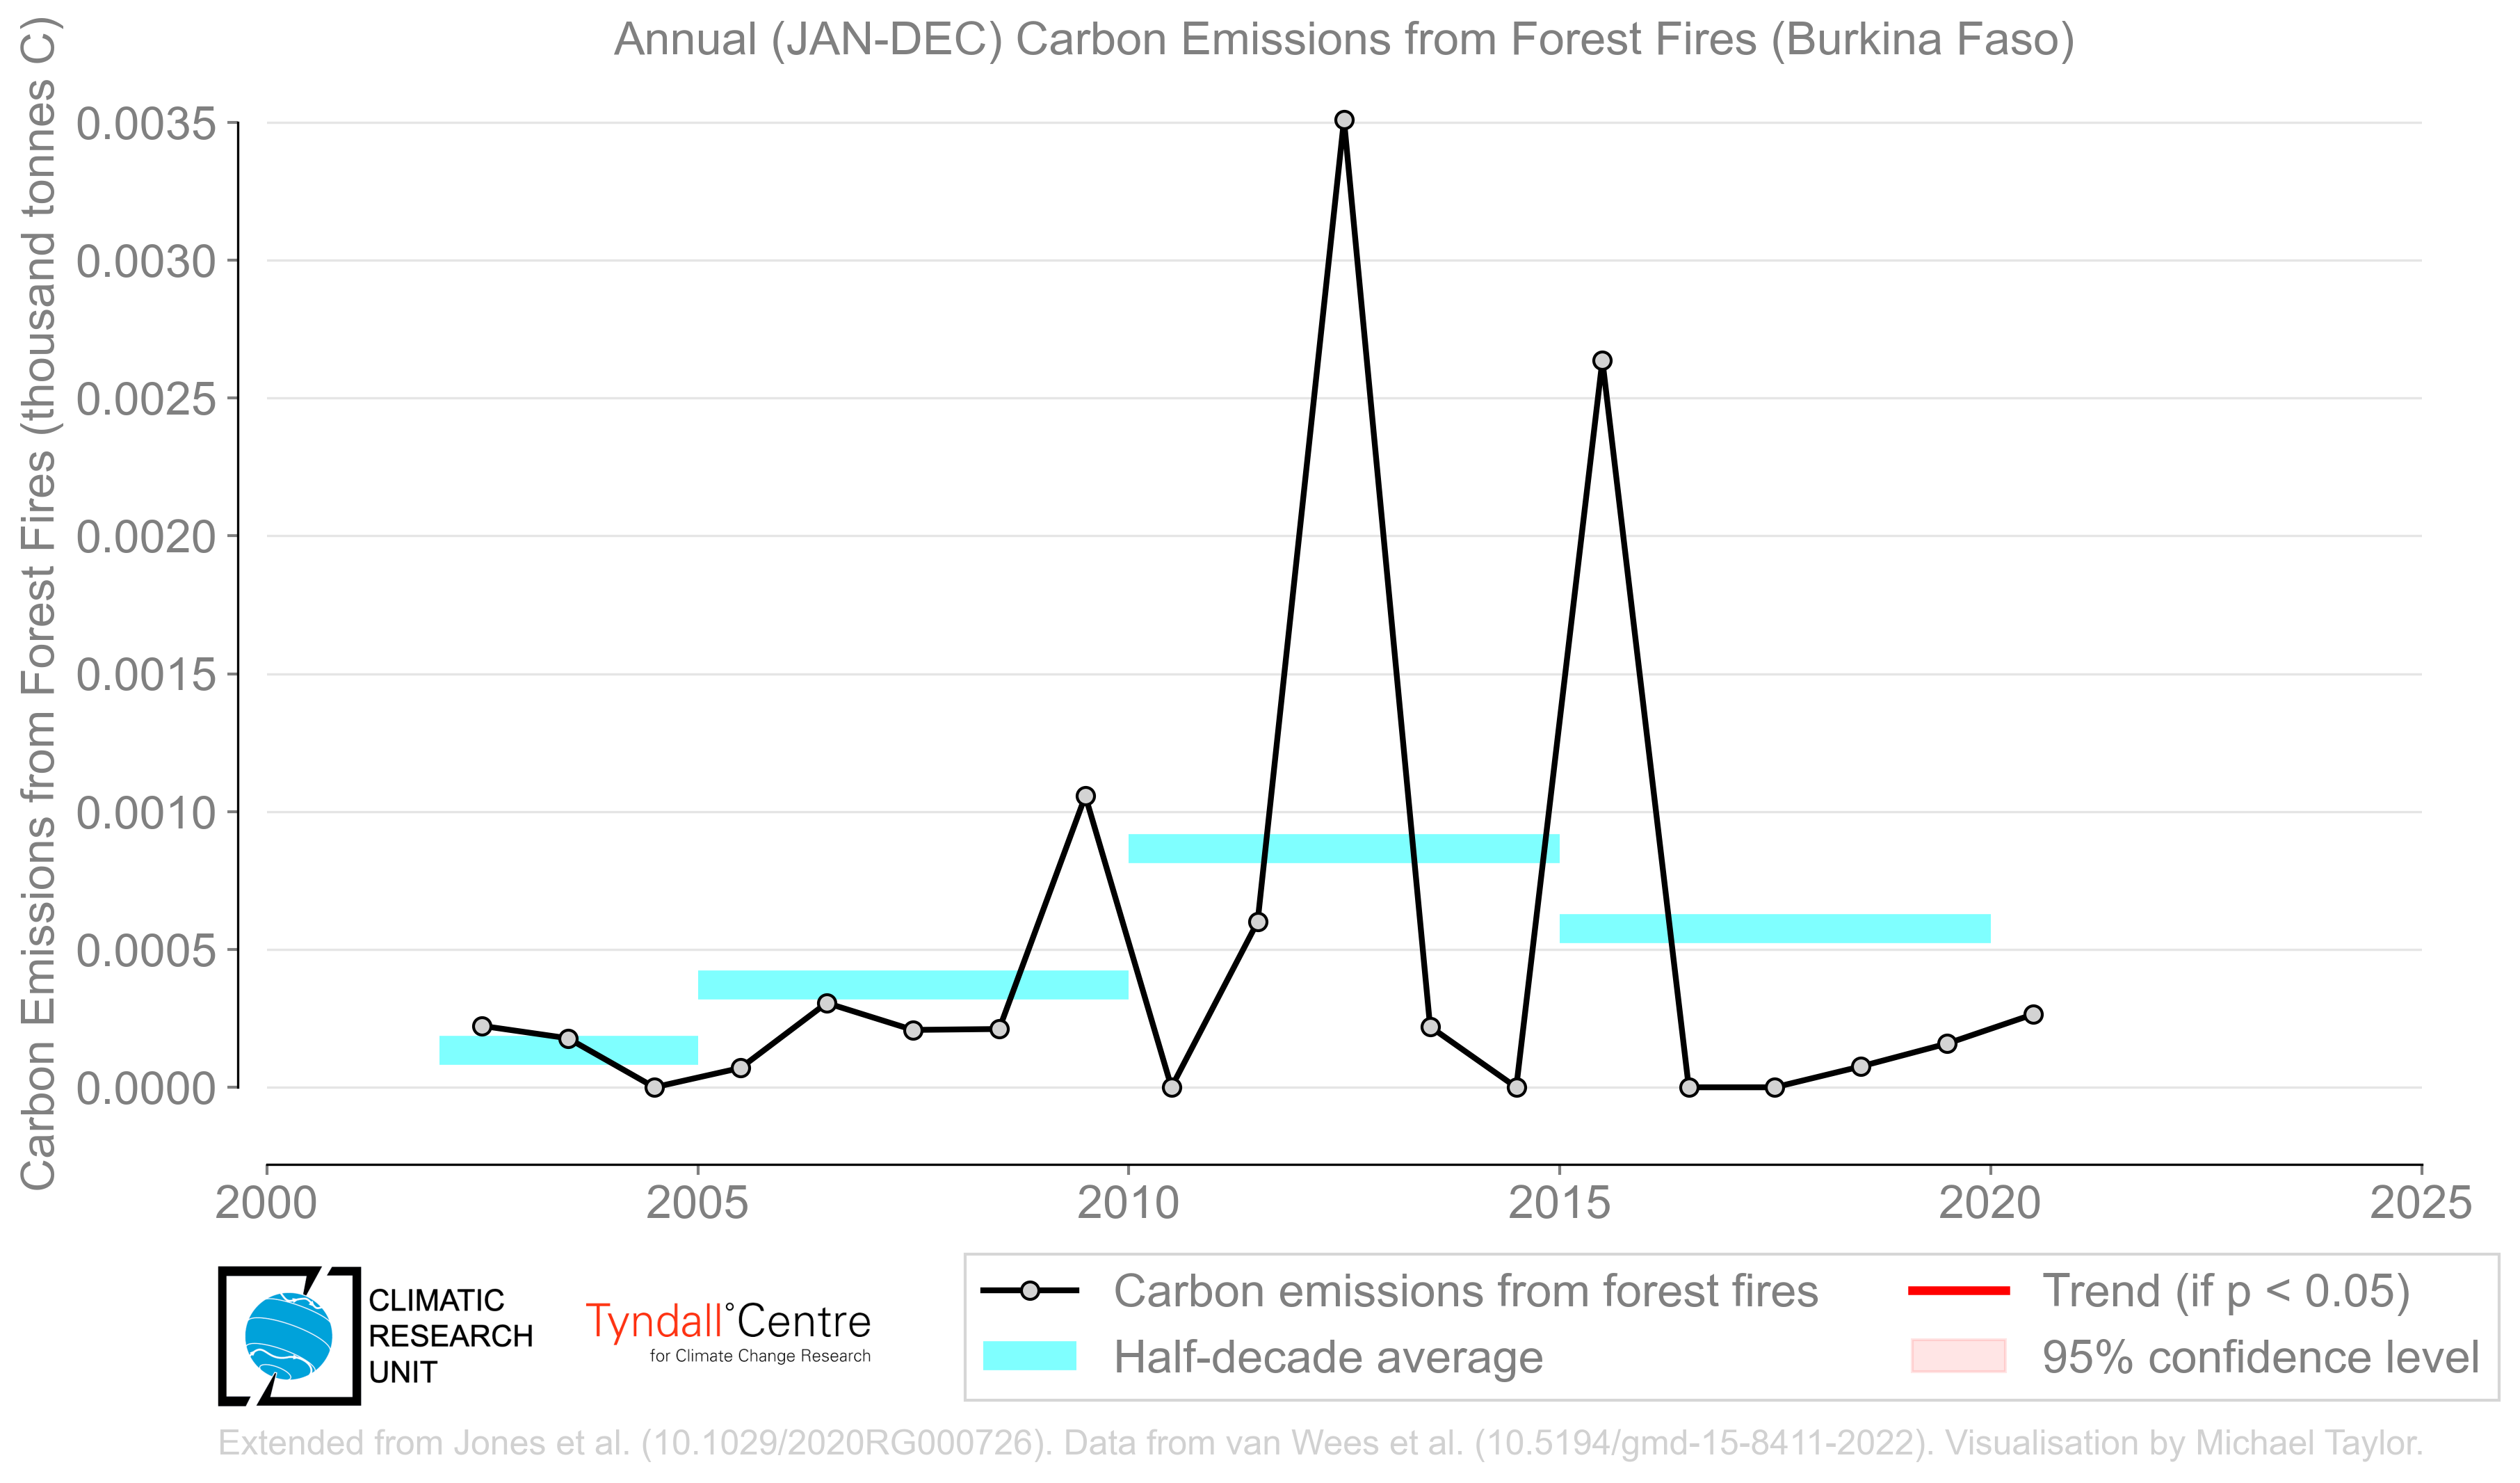 Annual (JAN-DEC) Carbon Emissions from Forest Fires (Burkina Faso)
Carbon Emissions from Forest Fires (thousand tonnes C)
0.0035
0.0030
0.0025
0.0020
0.0015
0.0010
0.0005
0.0000
2000 2005 2010 2015 2020 2025
CLIMATIC
RESEARCH
UNIT
Tyndall°Centre
for Climate Change Research
Carbon emissions from forest fires
Half-decade average
Trend (if p < 0.05)
95% confidence level
Extended from Jones et al. (10.1029/2020RG000726). Data from van Wees et al. (10.5194/gmd-15-8411-2022). Visualisation by Michael Taylor.